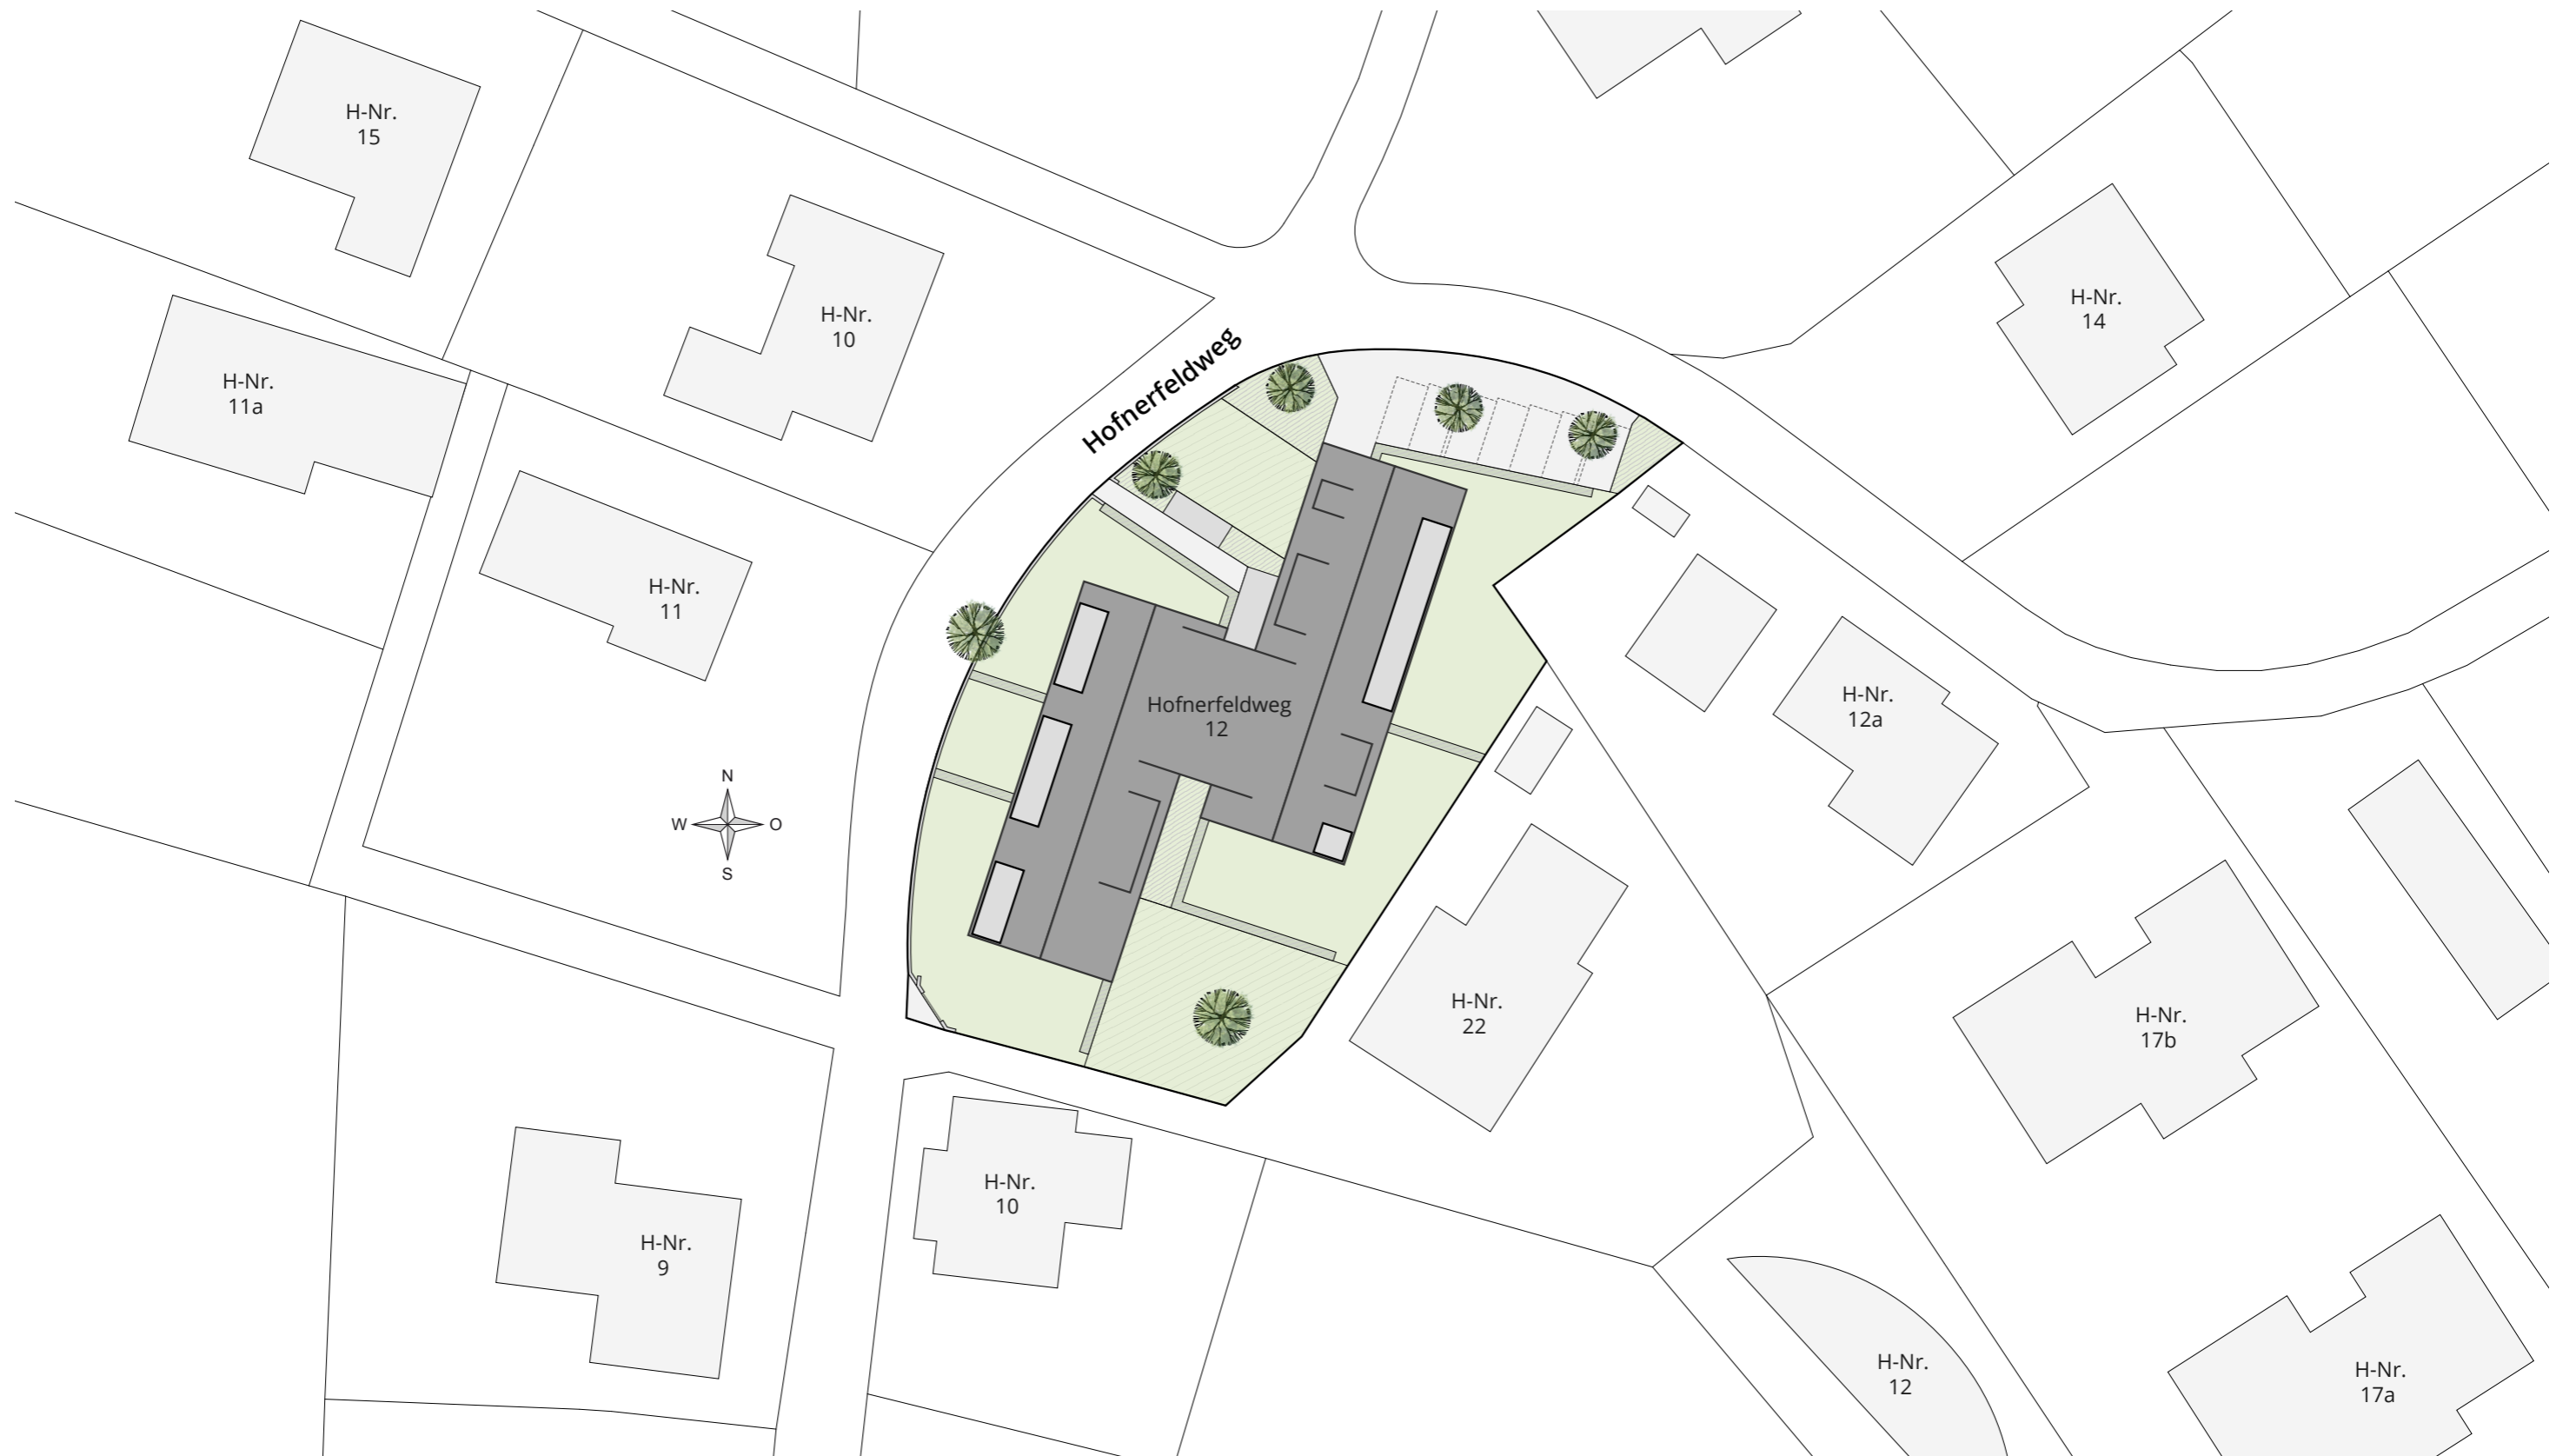 H-Nr.
15
H-Nr.
10
H-Nr.
14
H-Nr.
11a
Hofnerfeldweg
H-Nr.
11
H-Nr.
12a
Hofnerfeldweg
12
N
W
O
S
H-Nr.
22
H-Nr.
17b
H-Nr.
10
H-Nr.
9
H-Nr.
12
H-Nr.
17a